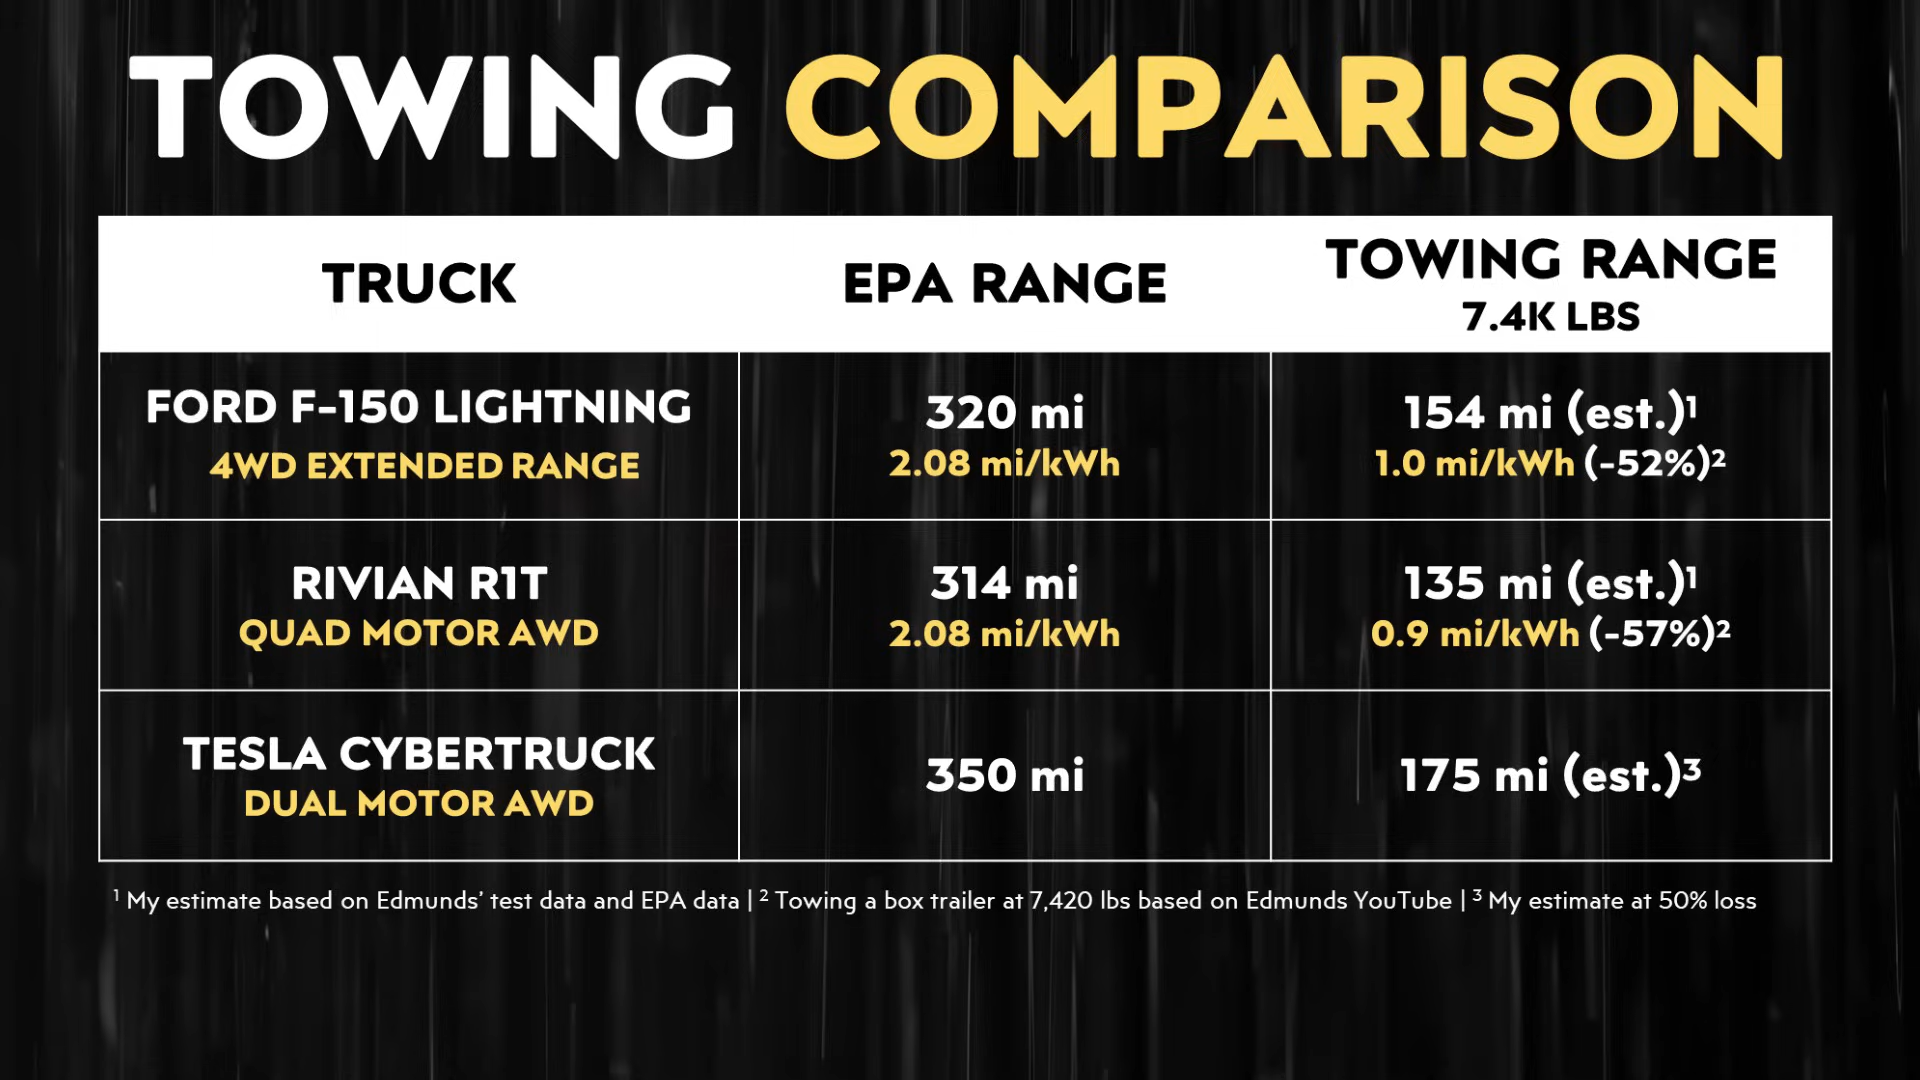 TOWING COMPARISON
TRUCK
EPA RANGE
TOWING RANGE
7.4K LBS
FORD F-150 LIGHTNING
4WD EXTENDED RANGE
320 mi
2.08 mi/kWh
154 mi (est.)¹
1.0 mi/kWh (-52%)²
RIVIAN R1T
QUAD MOTOR AWD
314 mi
2.08 mi/kWh
135 mi (est.)¹
0.9 mi/kWh (-57%)²
TESLA CYBERTRUCK
DUAL MOTOR AWD
350 mi
175 mi (est.)³
¹ My estimate based on Edmunds’ test data and EPA data | ² Towing a box trailer at 7,420 lbs based on Edmunds YouTube | ³ My estimate at 50% loss